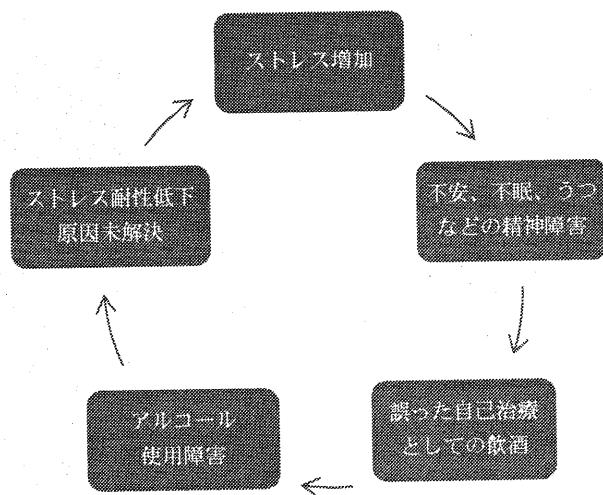 ストレス増加
不安、不眠、うつ
などの精神障害
誤った自己治療
としての飲酒
アルコール
使用障害
ストレス耐性低下
原因未解決